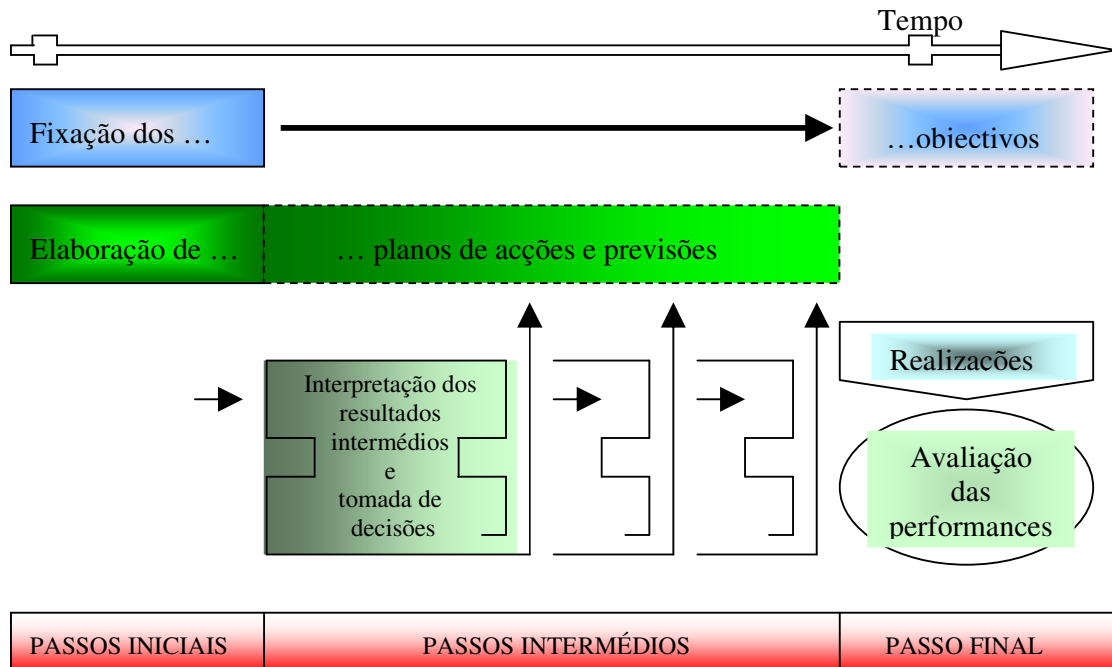 Tempo
Fixação dos …
…objectivos
Elaboração de …
… planos de acções e previsões
Interpretação dos
resultados
intermédios
e
tomada de
decisões
Realizações
Avaliação
das
performances
PASSOS INICIAIS
PASSOS INTERMÉDIOS
PASSO FINAL